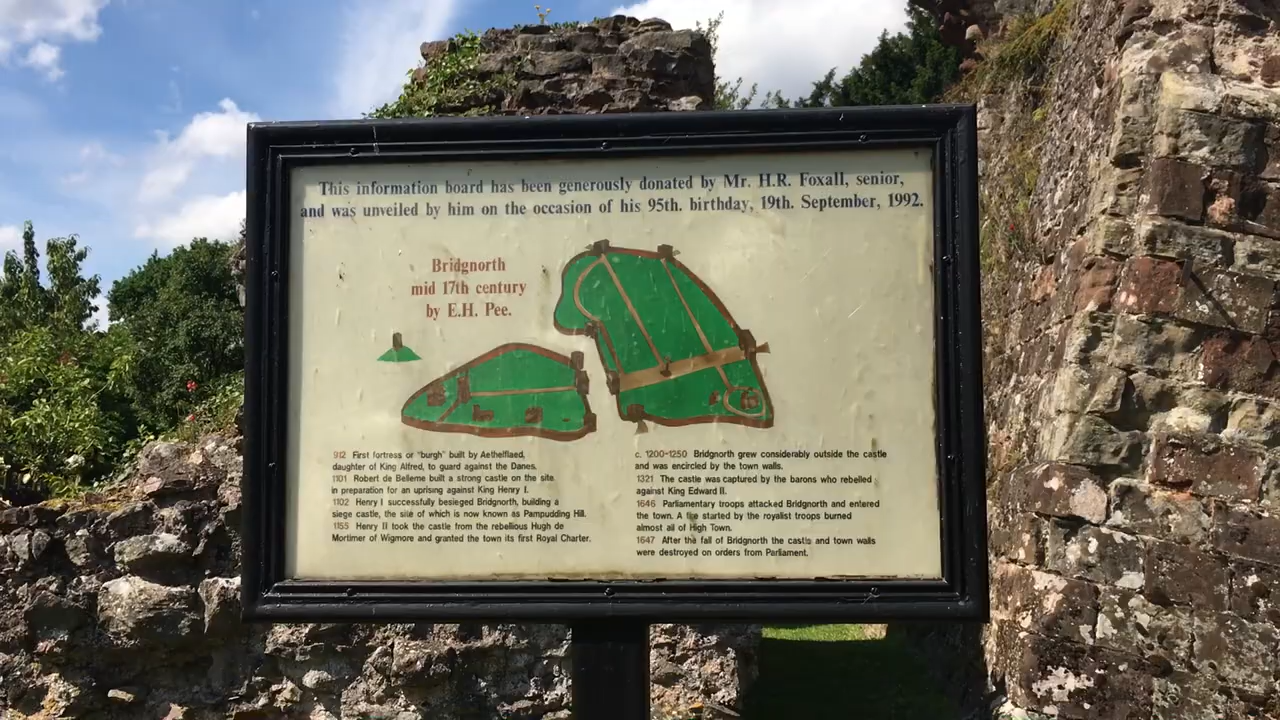 This information board has been generously donated by Mr. H.R. Foxall, senior,
and was unveiled by him on the occasion of his 95th. birthday, 19th. September, 1992.
Bridgnorth
mid 17th century
by E.H. Pee.
912 First fortress or "burgh" built by Aethelflaed,
daughter of King Alfred, to guard against the Danes.
1101 Robert de Belleme built a strong castle on the site
in preparation for an uprising against King Henry I.
1102 Henry I successfully besieged Bridgnorth, building a
siege castle, the site of which is now known as Pampudding Hill.
1155 Henry II took the castle from the rebellious Hugh de
Mortimer of Wigmore and granted the town its first Royal Charter.
c. 1200-1250 Bridgnorth grew considerably outside the castle
and was encircled by the town walls.
1321 The castle was captured by the barons who rebelled
against King Edward II.
1646 Parliamentary troops attacked Bridgnorth and entered
the town. A fire started by the royalist troops burned
almost all of High Town.
1647 After the fall of Bridgnorth the castle and town walls
were destroyed on orders from Parliament.